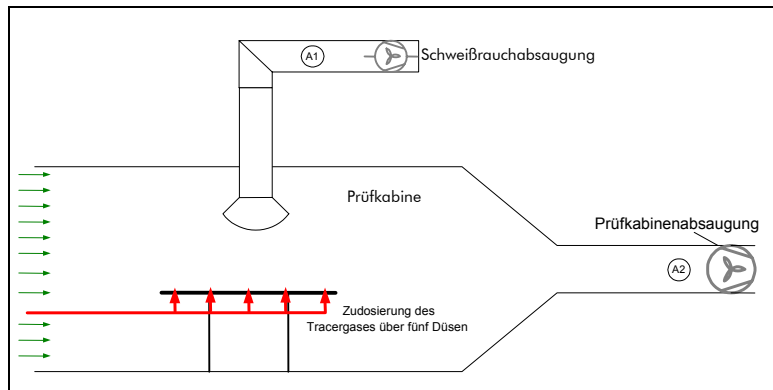 A1
Schweißrauchabsaugung
Prüfkabine
Prüfkabinenabsaugung
A2
Zudosierung des
Tracergases über fünf Düsen